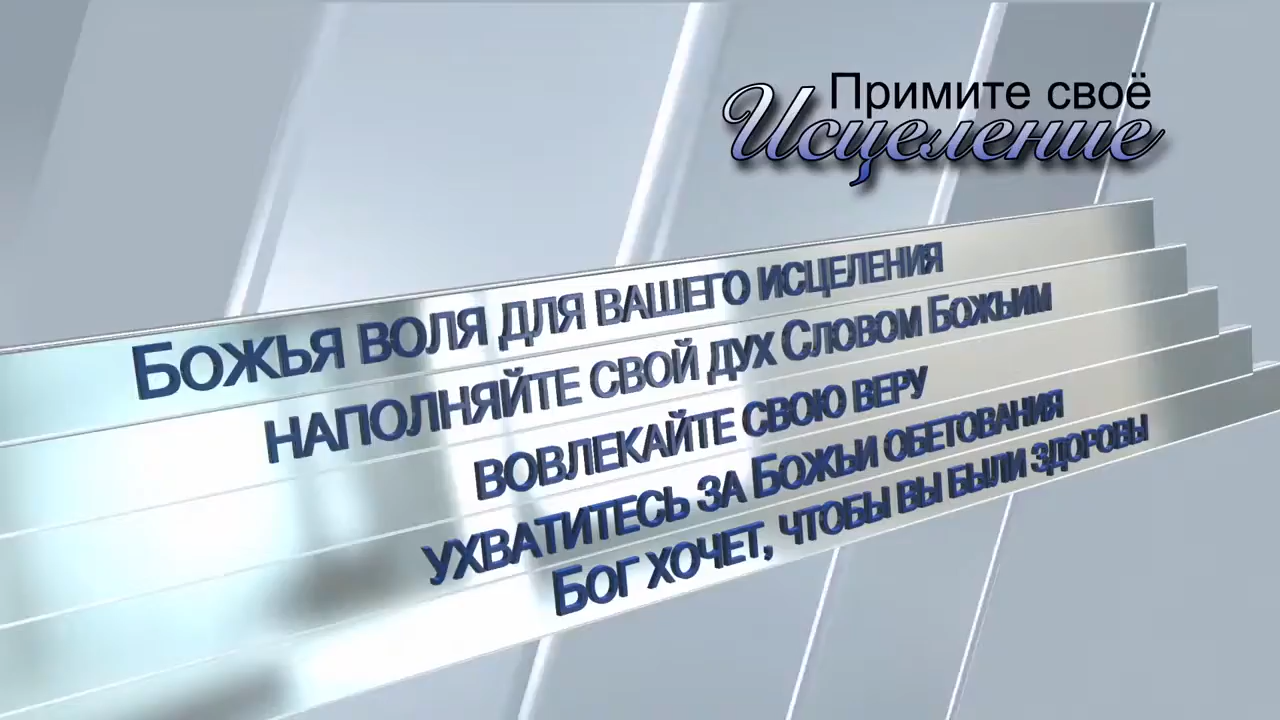 Примите своё
Исцеление
Божья воля для вашего исцеления
наполняйте свой дух Словом Божьим
вовлекайте свою веру
ухватитесь за Божьи обетования
Бог хочет, чтобы вы были здоровы